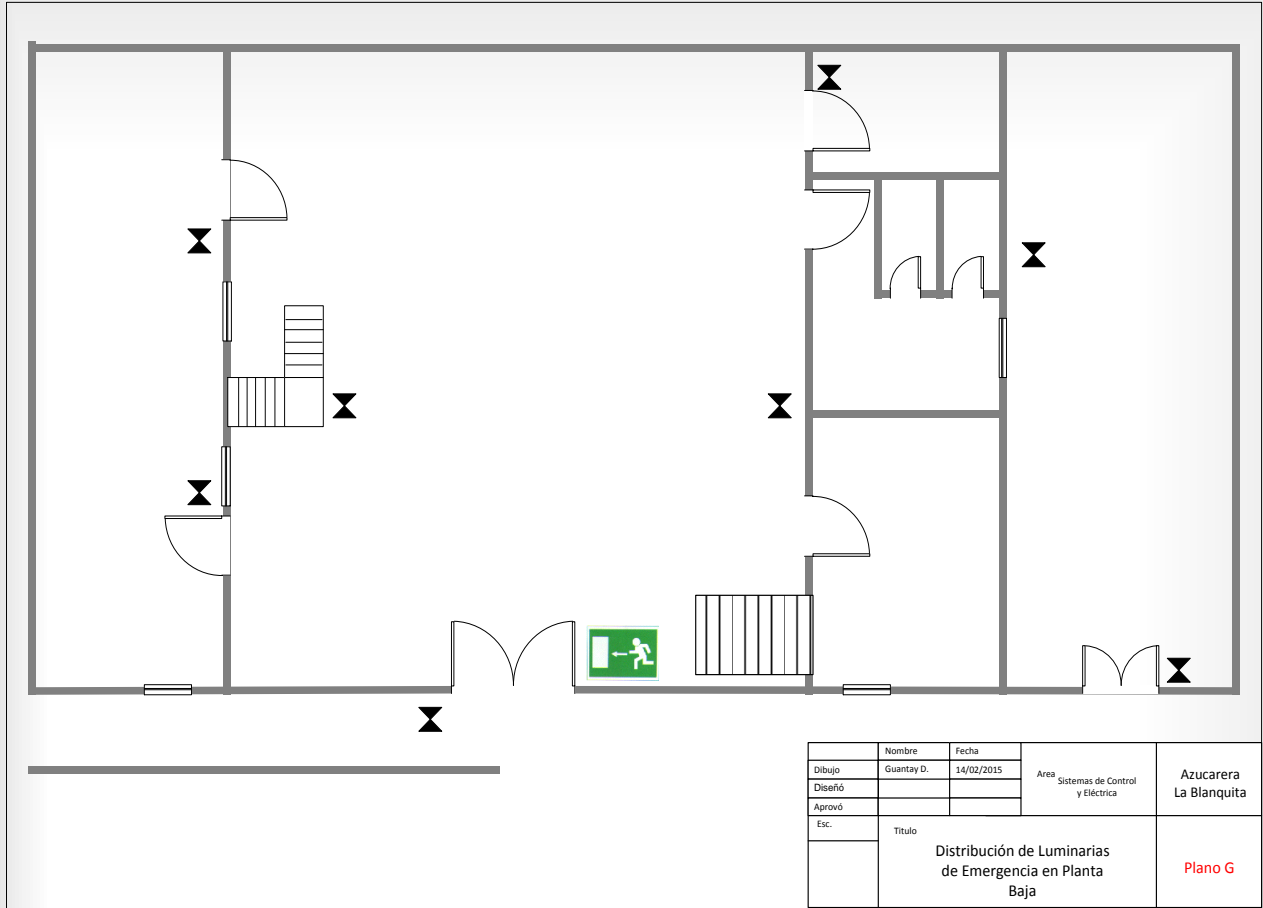 Nombre
Fecha
Dibujo
Guantay D.
14/02/2015
Diseñó
Aprovó
Area
Sistemas de Control
y Eléctrica
Azucarera
La Blanquita
Esc.
Titulo
Distribución de Luminarias
de Emergencia en Planta
Baja
Plano G